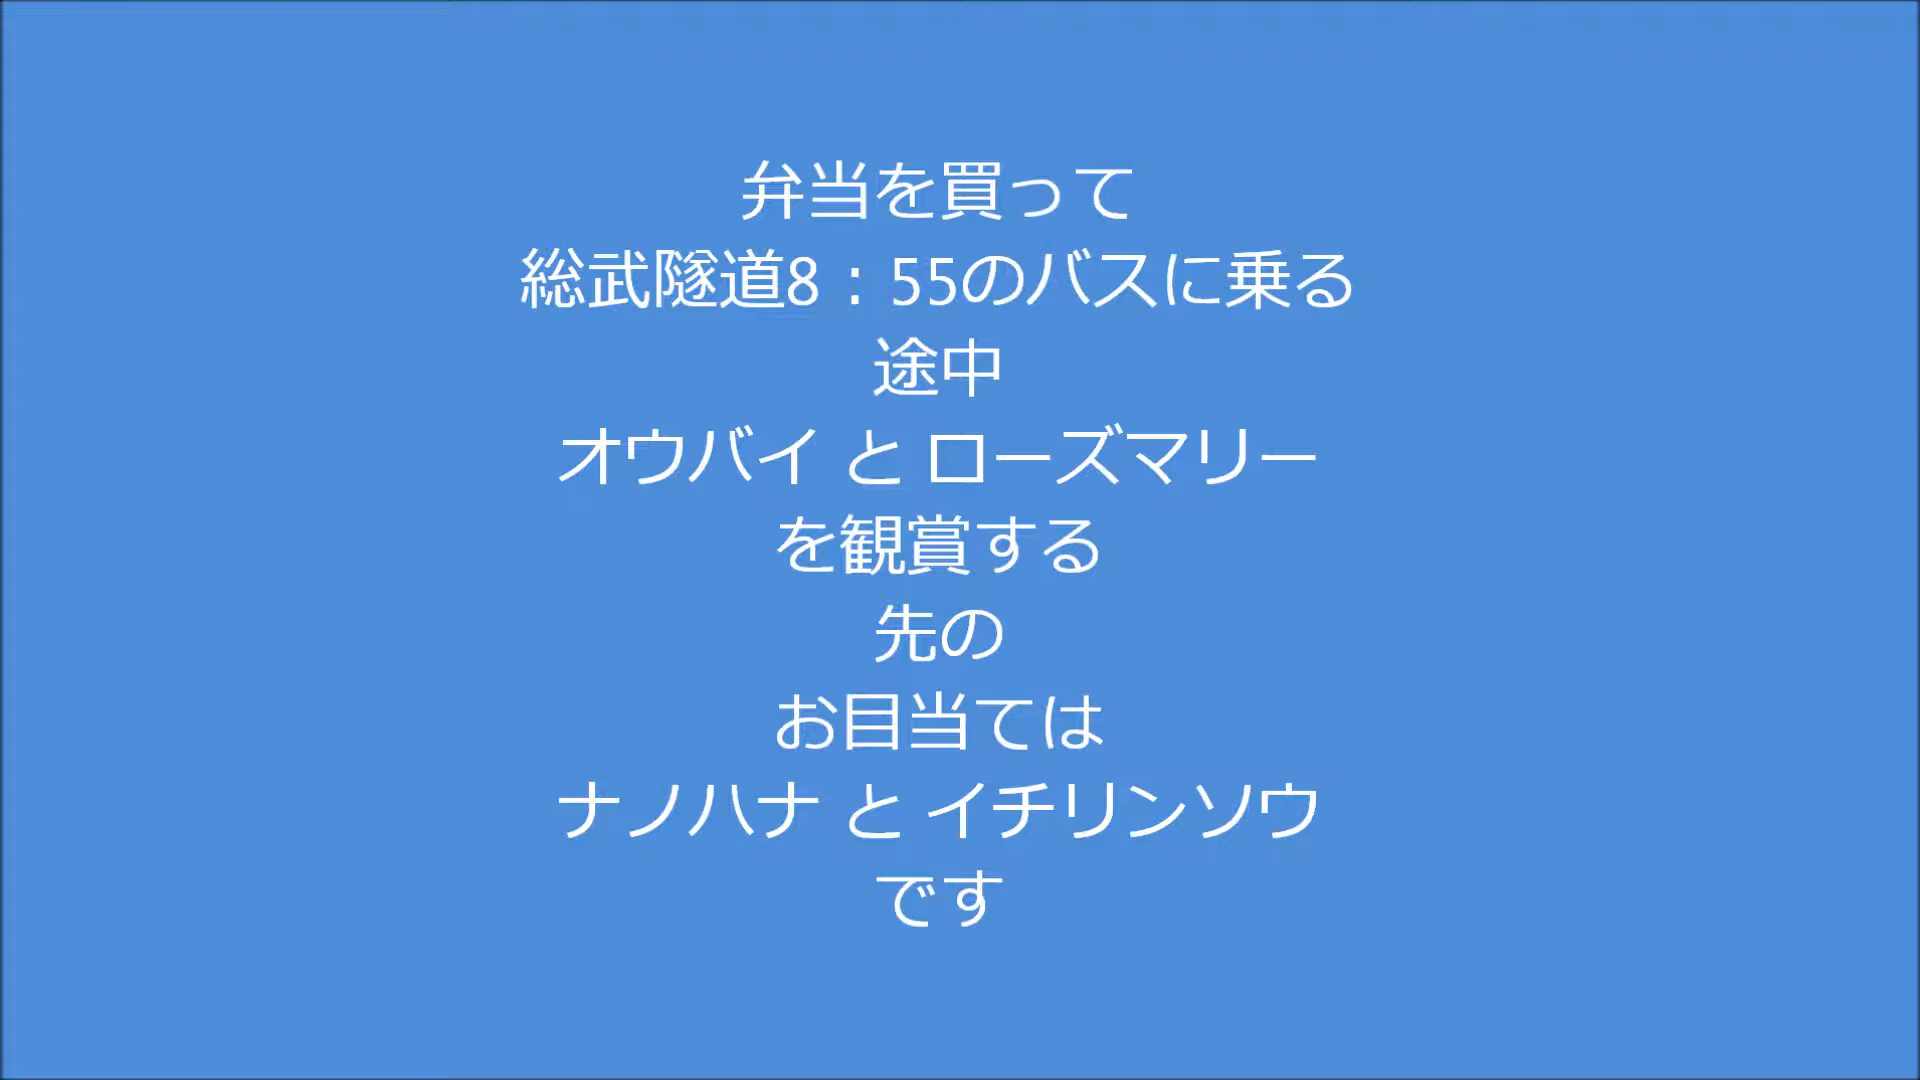 弁当を買って
総武隧道8：55のバスに乗る
途中
オウバイ と ローズマリー
を観賞する
先の
お目当ては
ナノハナ と イチリンソウ
です